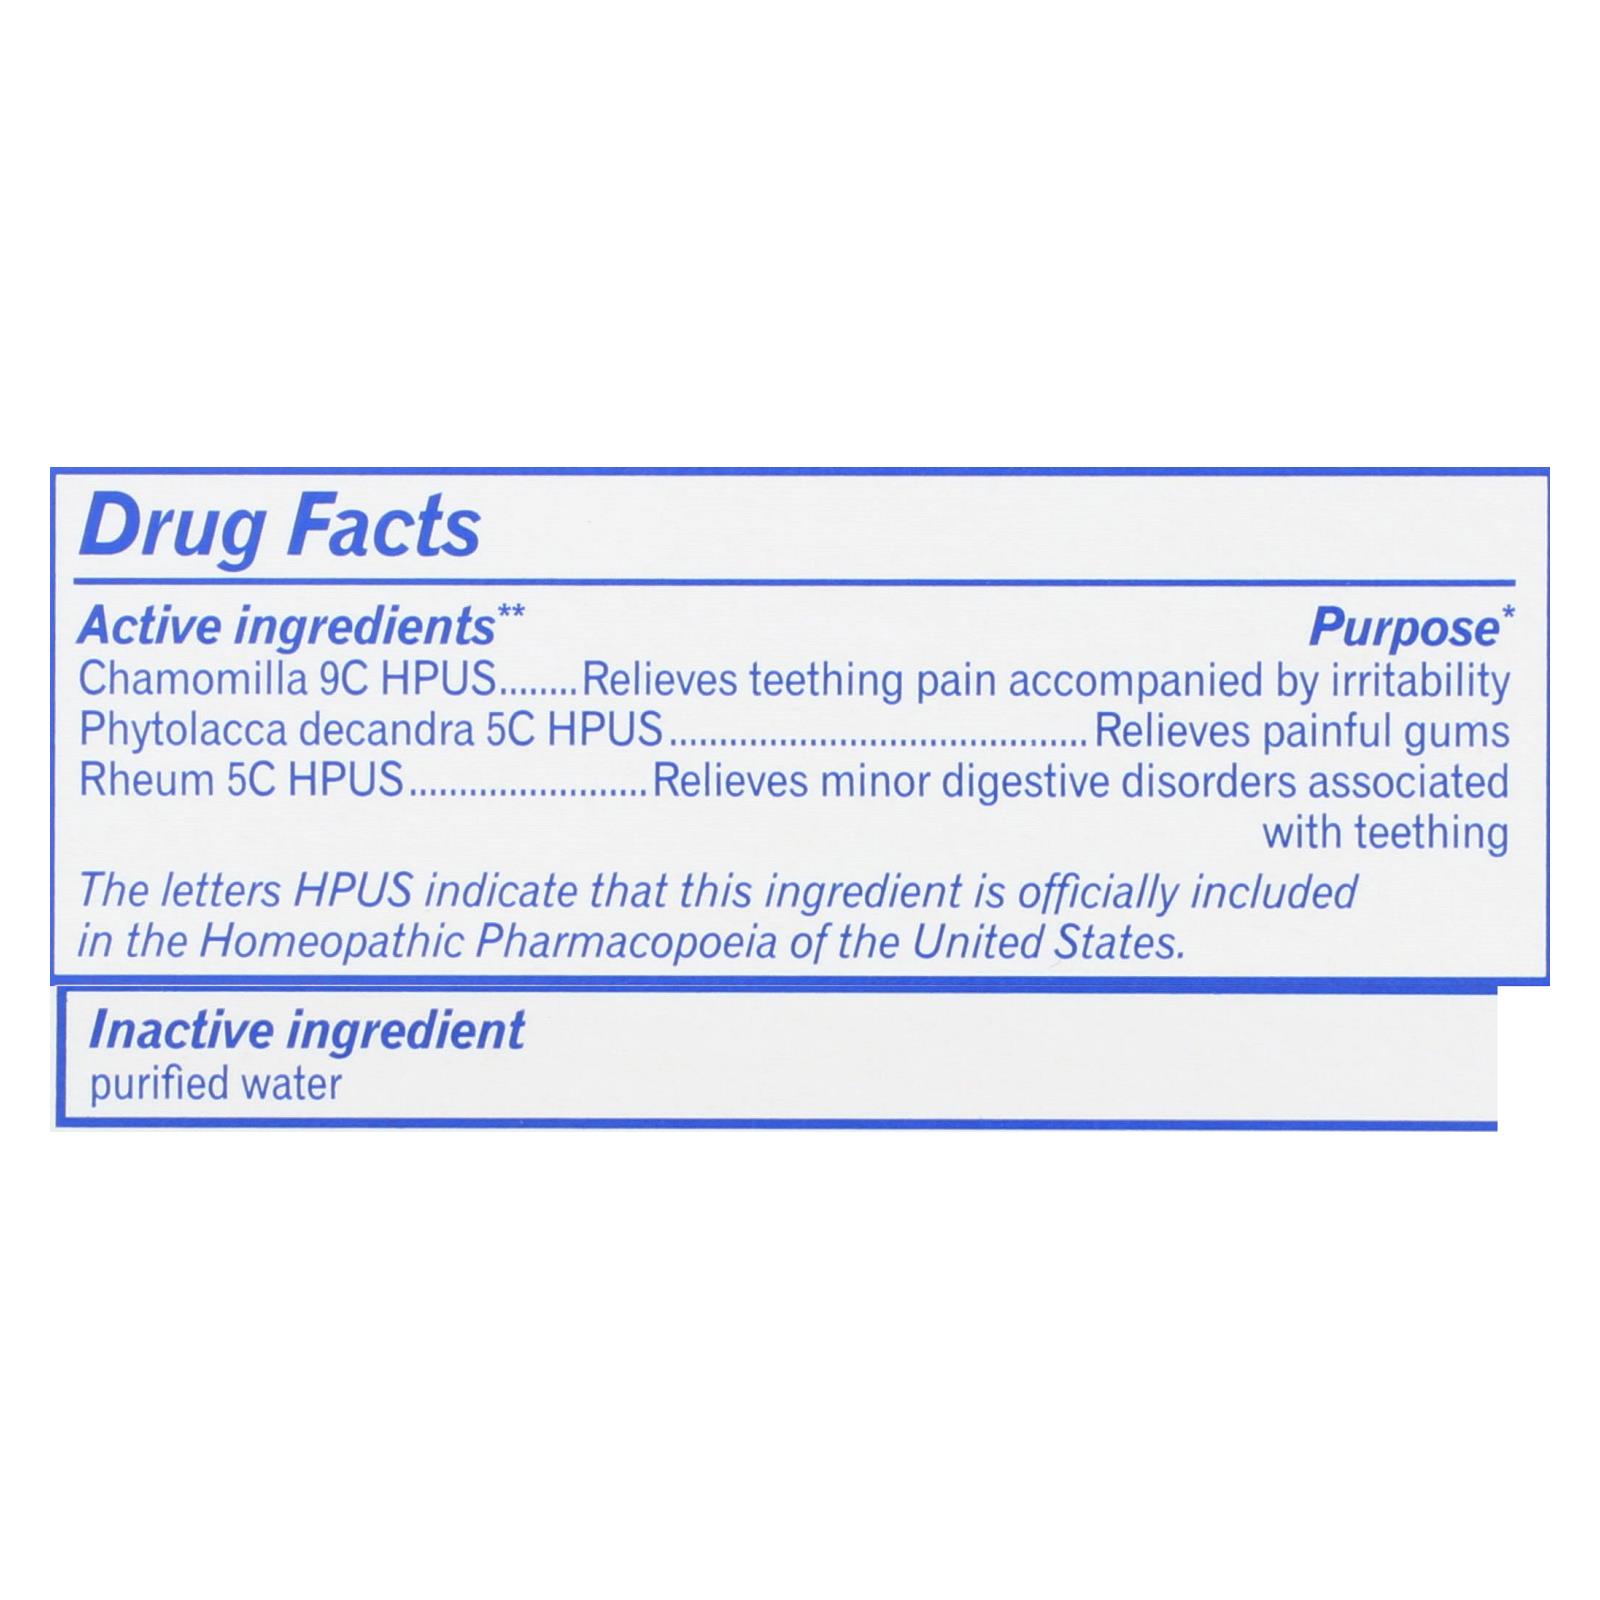 Drug Facts
Active ingredients** Purpose*
Chamomilla 9C HPUS........Relieves teething pain accompanied by irritability
Phytolacca decandra 5C HPUS..........................................Relieves painful gums
Rheum 5C HPUS........................Relieves minor digestive disorders associated
with teething
The letters HPUS indicate that this ingredient is officially included
in the Homeopathic Pharmacopoeia of the United States.
Inactive ingredient
purified water